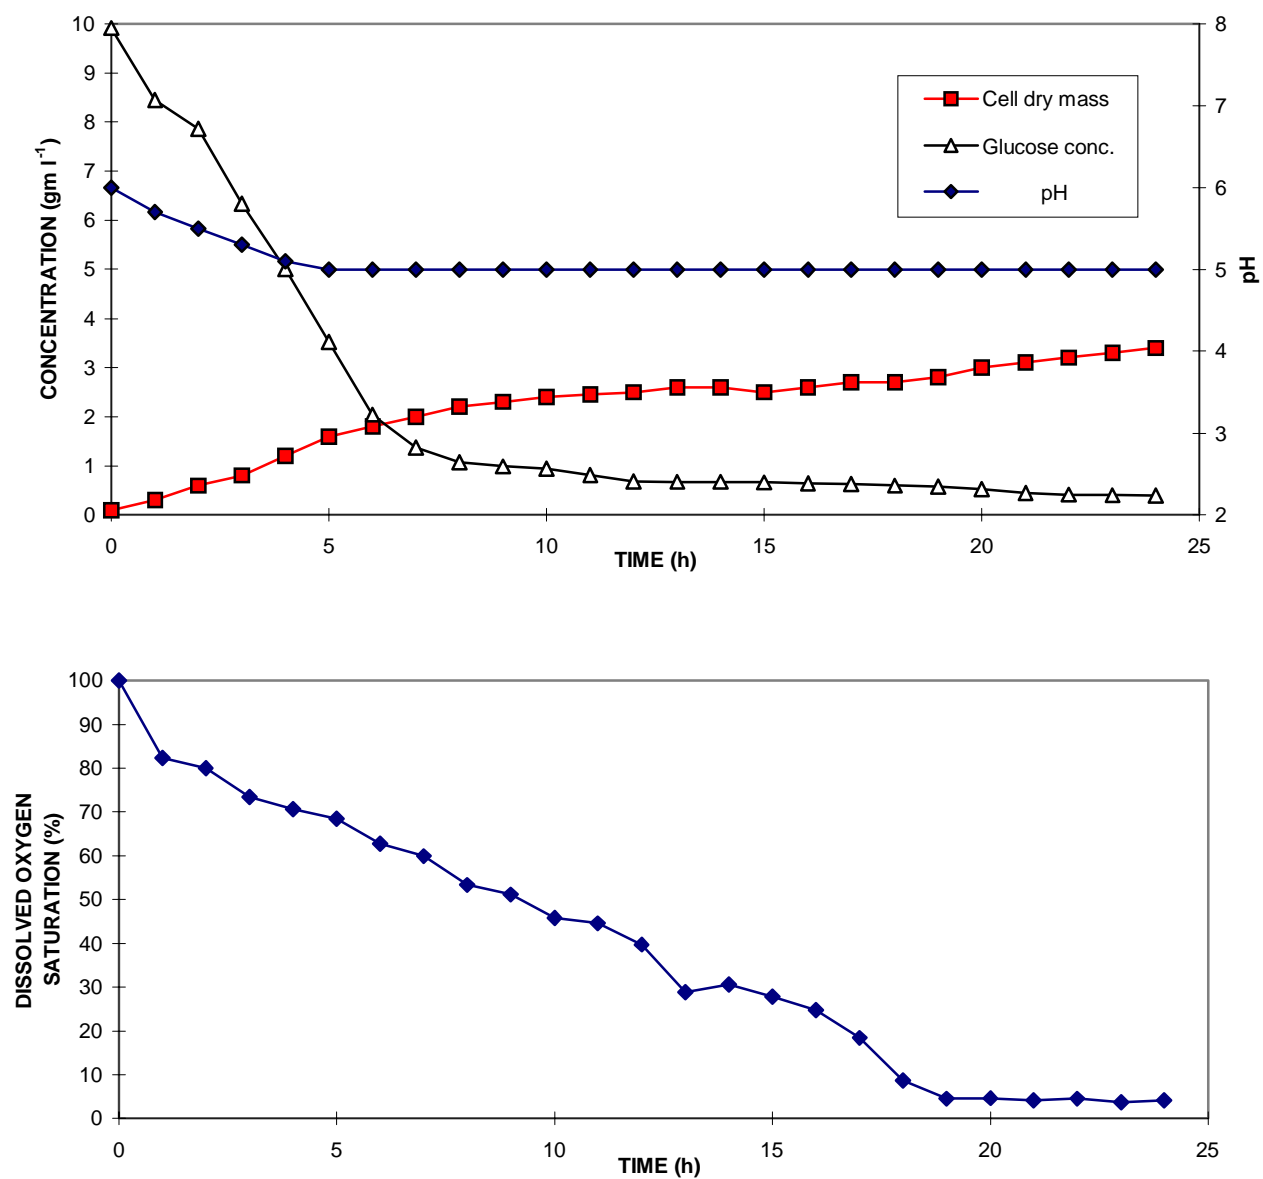 10
9
8
7
6
5
4
3
2
1
0
CONCENTRATION (gm l⁻¹)
8
7
6
5
4
3
2
pH
Cell dry mass
Glucose conc.
pH
0 5 10 15 20 25
TIME (h)
100
90
80
70
60
50
40
30
20
10
0
DISSOLVED OXYGEN
SATURATION (%)
0 5 10 15 20 25
TIME (h)